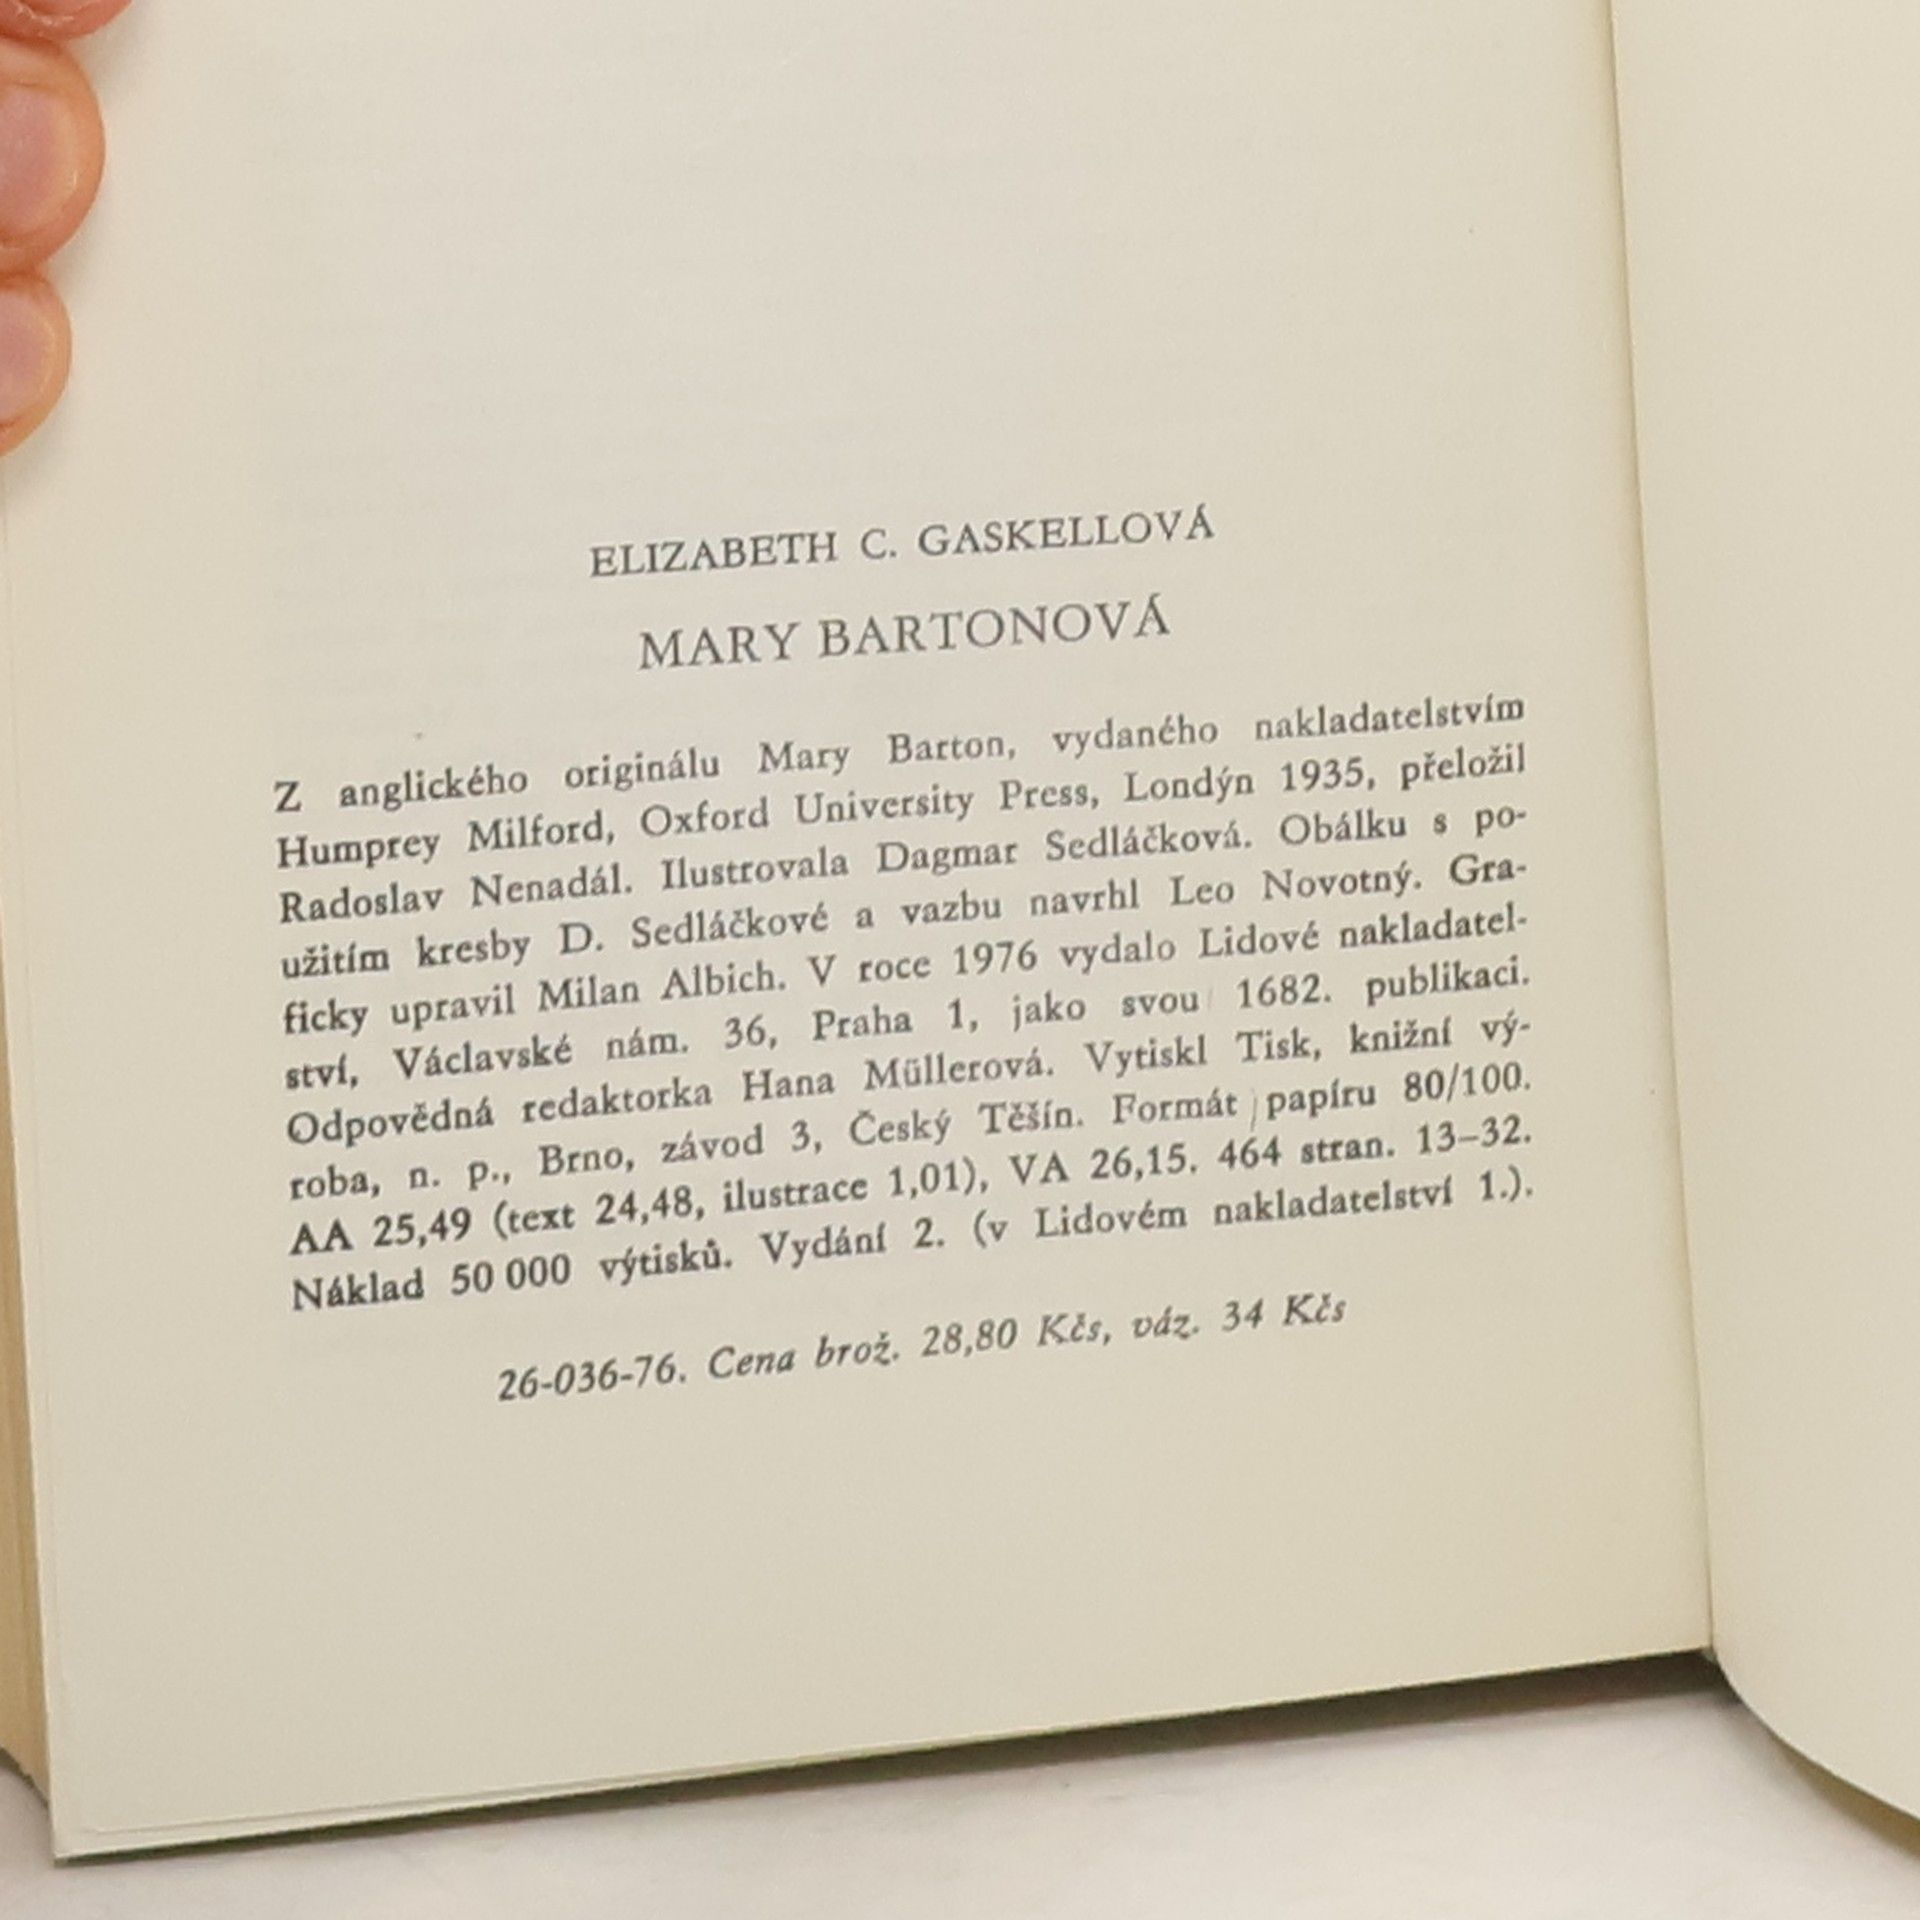 ELIZABETH C. GASKELLOVÁ
MARY BARTONOVÁ
Z anglického originálu Mary Barton, vydaného nakladatelstvím
Humprey Milford, Oxford University Press, Londýn 1935, přeložil
Radoslav Nenadál. Ilustrovala Dagmar Sedláčková. Obálku s po-
užitím kresby D. Sedláčkové a vazbu navrhl Leo Novotný. Gra-
ficky upravil Milan Albich. V roce 1976 vydalo Lidové nakladatel-
ství, Václavské nám. 36, Praha 1, jako svou 1682. publikaci.
Odpovědná redaktorka Hana Müllerová. Vytiskl Tisk, knižní vý-
roba, n. p., Brno, závod 3, Český Těšín. Formát papíru 80/100.
AA 25,49 (text 24,48, ilustrace 1,01), VA 26,15. 464 stran. 13–32.
Náklad 50 000 výtisků. Vydání 2. (v Lidovém nakladatelství 1.).
26-036-76. Cena brož. 28,80 Kčs, váz. 34 Kčs